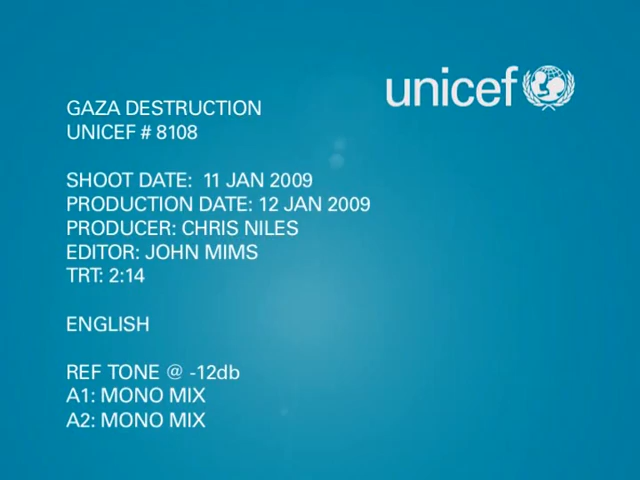 unicef
GAZA DESTRUCTION
UNICEF # 8108
SHOOT DATE: 11 JAN 2009
PRODUCTION DATE: 12 JAN 2009
PRODUCER: CHRIS NILES
EDITOR: JOHN MIMS
TRT: 2:14
ENGLISH
REF TONE @ -12db
A1: MONO MIX
A2: MONO MIX